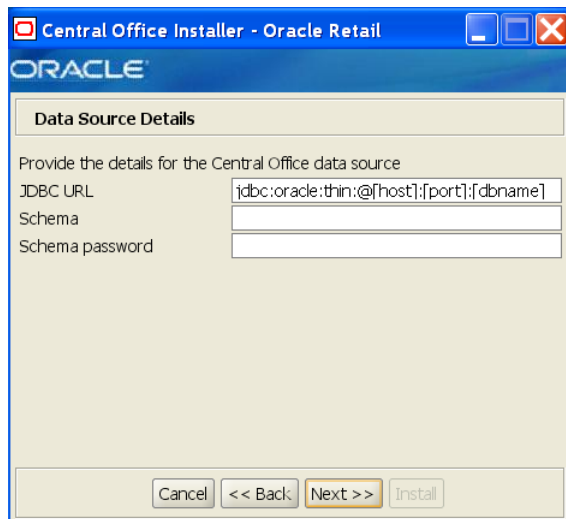 Central Office Installer - Oracle Retail
ORACLE
Data Source Details
Provide the details for the Central Office data source
JDBC URL jdbc:oracle:thin:@[host]:[port]:[dbname]
Schema
Schema password
Cancel << Back Next >> Install